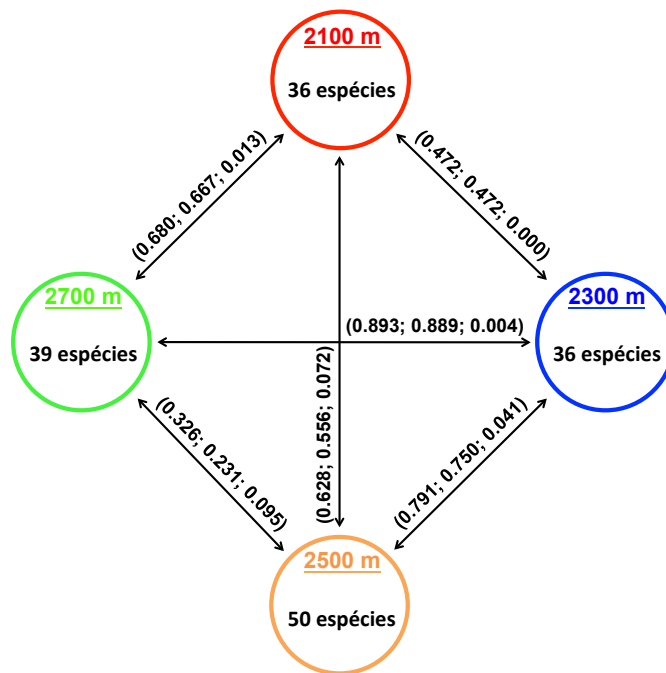 2100 m
36 espécies
(0.680; 0.667; 0.013)
(0.472; 0.472; 0.000)
2700 m
39 espécies
(0.893; 0.889; 0.004)
2300 m
36 espécies
(0.326; 0.231; 0.095)
(0.628; 0.556; 0.072)
(0.791; 0.750; 0.041)
2500 m
50 espécies